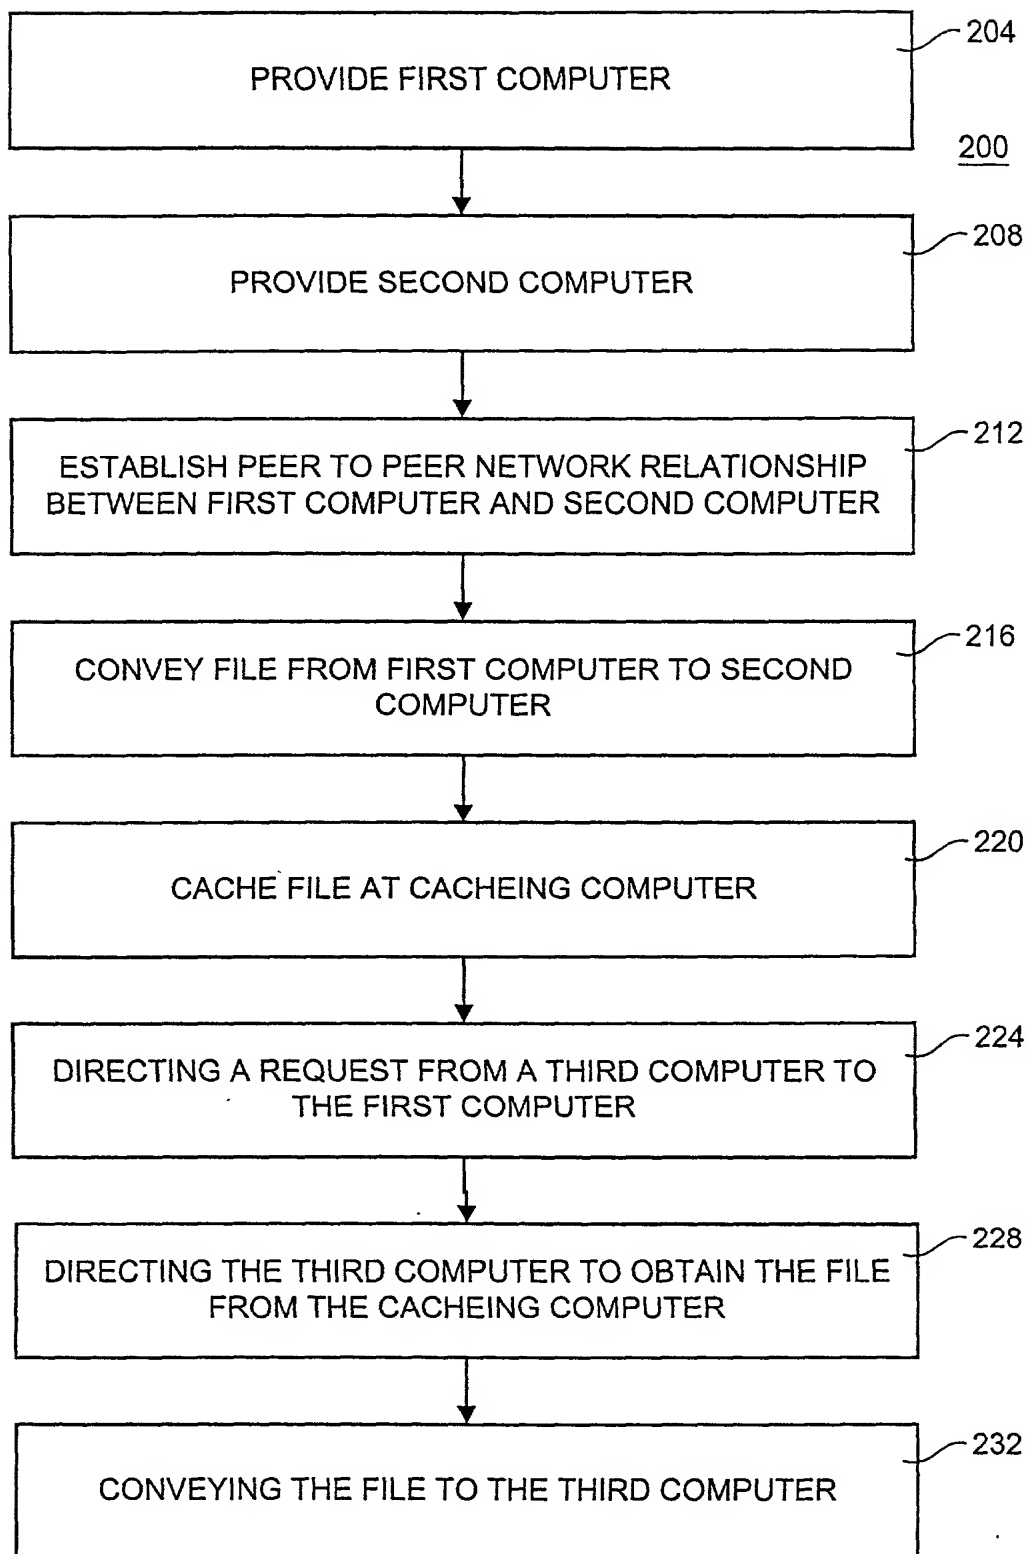 204
PROVIDE FIRST COMPUTER
200
208
PROVIDE SECOND COMPUTER
212
ESTABLISH PEER TO PEER NETWORK RELATIONSHIP
BETWEEN FIRST COMPUTER AND SECOND COMPUTER
216
CONVEY FILE FROM FIRST COMPUTER TO SECOND
COMPUTER
220
CACHE FILE AT CACHEING COMPUTER
224
DIRECTING A REQUEST FROM A THIRD COMPUTER TO
THE FIRST COMPUTER
228
DIRECTING THE THIRD COMPUTER TO OBTAIN THE FILE
FROM THE CACHEING COMPUTER
232
CONVEYING THE FILE TO THE THIRD COMPUTER